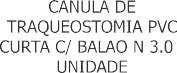 CANULA DE
TRAQUEOSTOMIA PVC
CURTA C/ BALAO N 3.0
UNIDADE